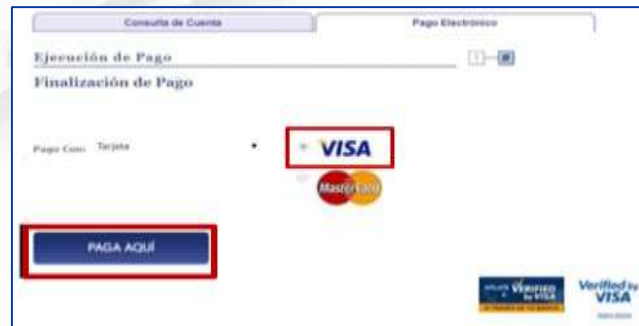 Consulta de Cuenta
Pago Electrónico
Ejecución de Pago
Finalización de Pago
Pago Con: Tarjeta
VISA
MasterCard
PAGA AQUÍ
VERIFIED
by VISA
Verified by
VISA